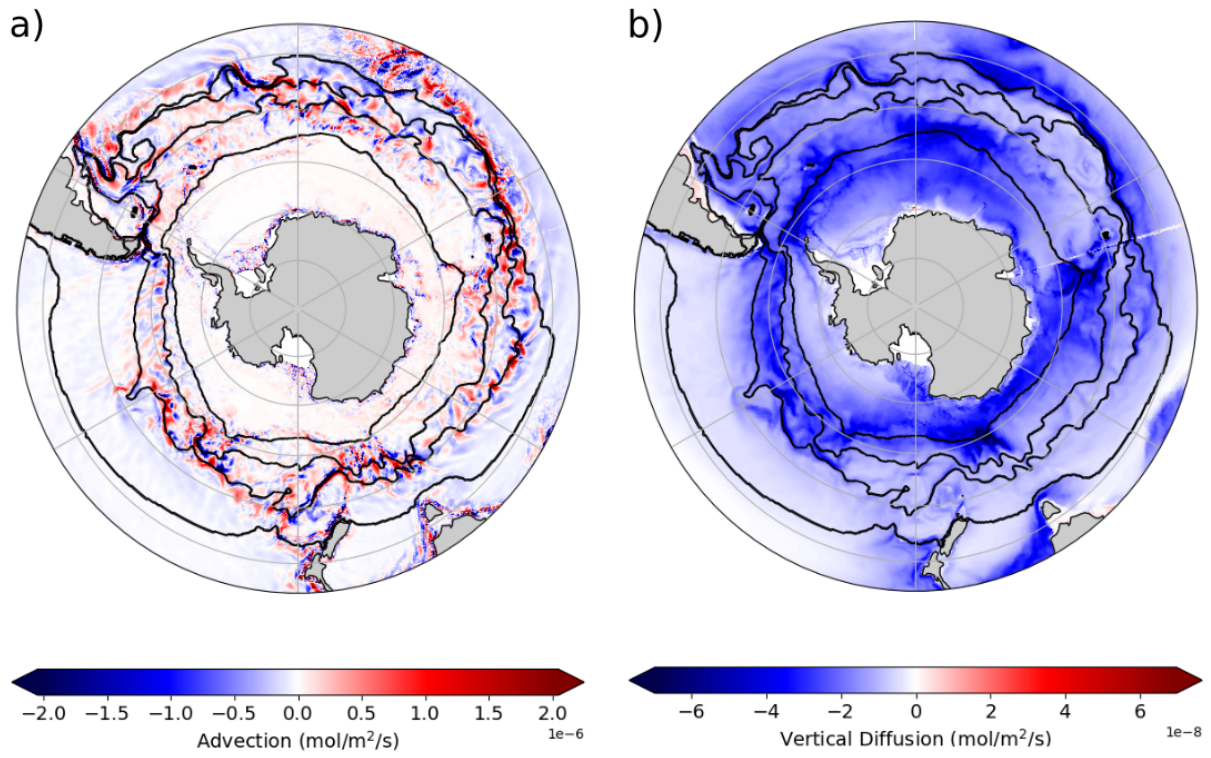 a)
b)
−2.0 −1.5 −1.0 −0.5 0.0 0.5 1.0 1.5 2.0
Advection (mol/m²/s)
1e−6
−6 −4 −2 0 2 4 6
Vertical Diffusion (mol/m²/s)
1e−8